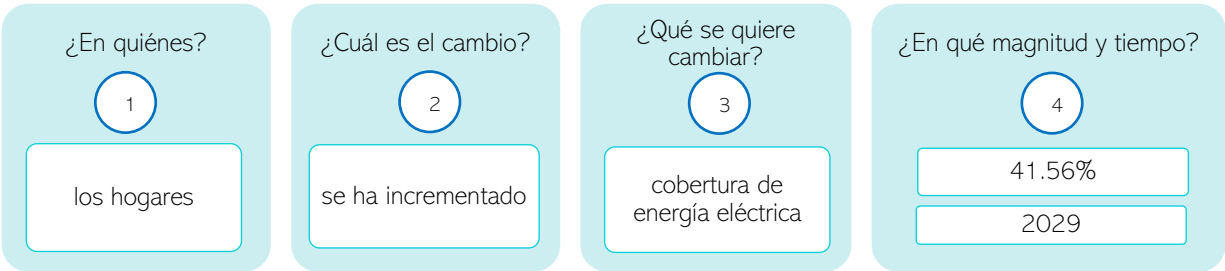 ¿En quiénes?
1
los hogares
¿Cuál es el cambio?
2
se ha incrementado
¿Qué se quiere
cambiar?
3
cobertura de
energía eléctrica
¿En qué magnitud y tiempo?
4
41.56%
2029